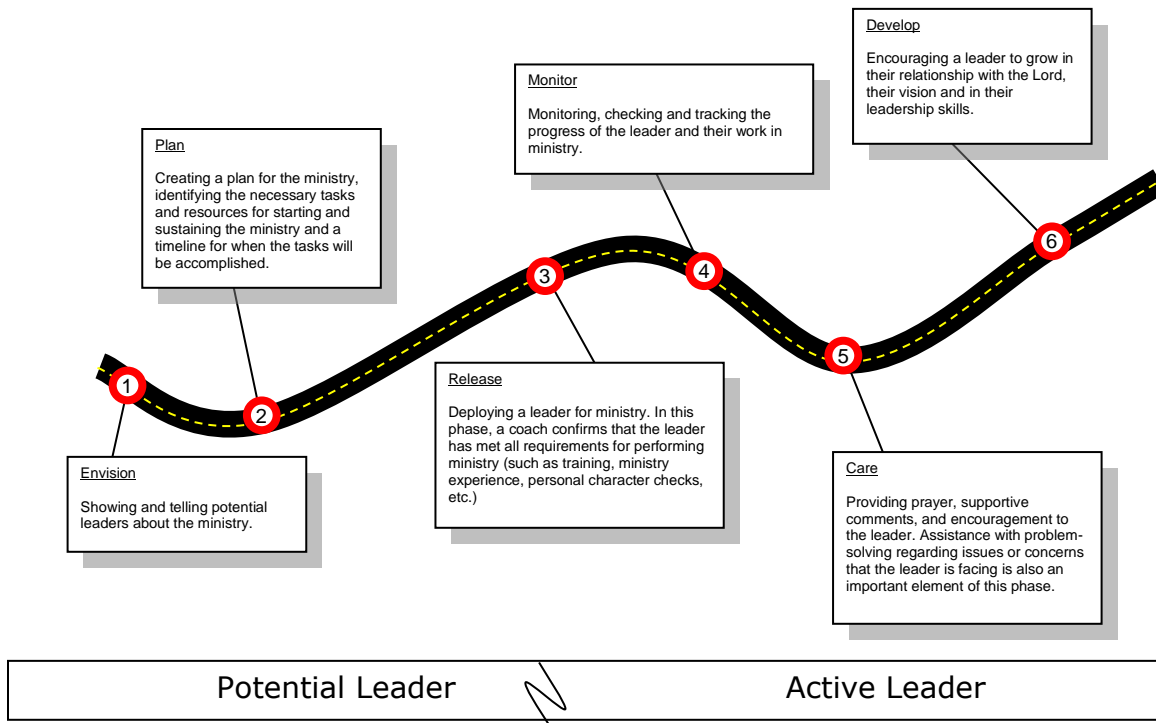 1
Envision
Showing and telling potential
leaders about the ministry.
2
Plan
Creating a plan for the ministry,
identifying the necessary tasks
and resources for starting and
sustaining the ministry and a
timeline for when the tasks will
be accomplished.
3
Release
Deploying a leader for ministry. In this
phase, a coach confirms that the leader
has met all requirements for performing
ministry (such as training, ministry
experience, personal character checks,
etc.)
4
Monitor
Monitoring, checking and tracking the
progress of the leader and their work in
ministry.
5
Care
Providing prayer, supportive
comments, and encouragement to
the leader. Assistance with problem-
solving regarding issues or concerns
that the leader is facing is also an
important element of this phase.
6
Develop
Encouraging a leader to grow in
their relationship with the Lord,
their vision and in their
leadership skills.
Potential Leader
Active Leader